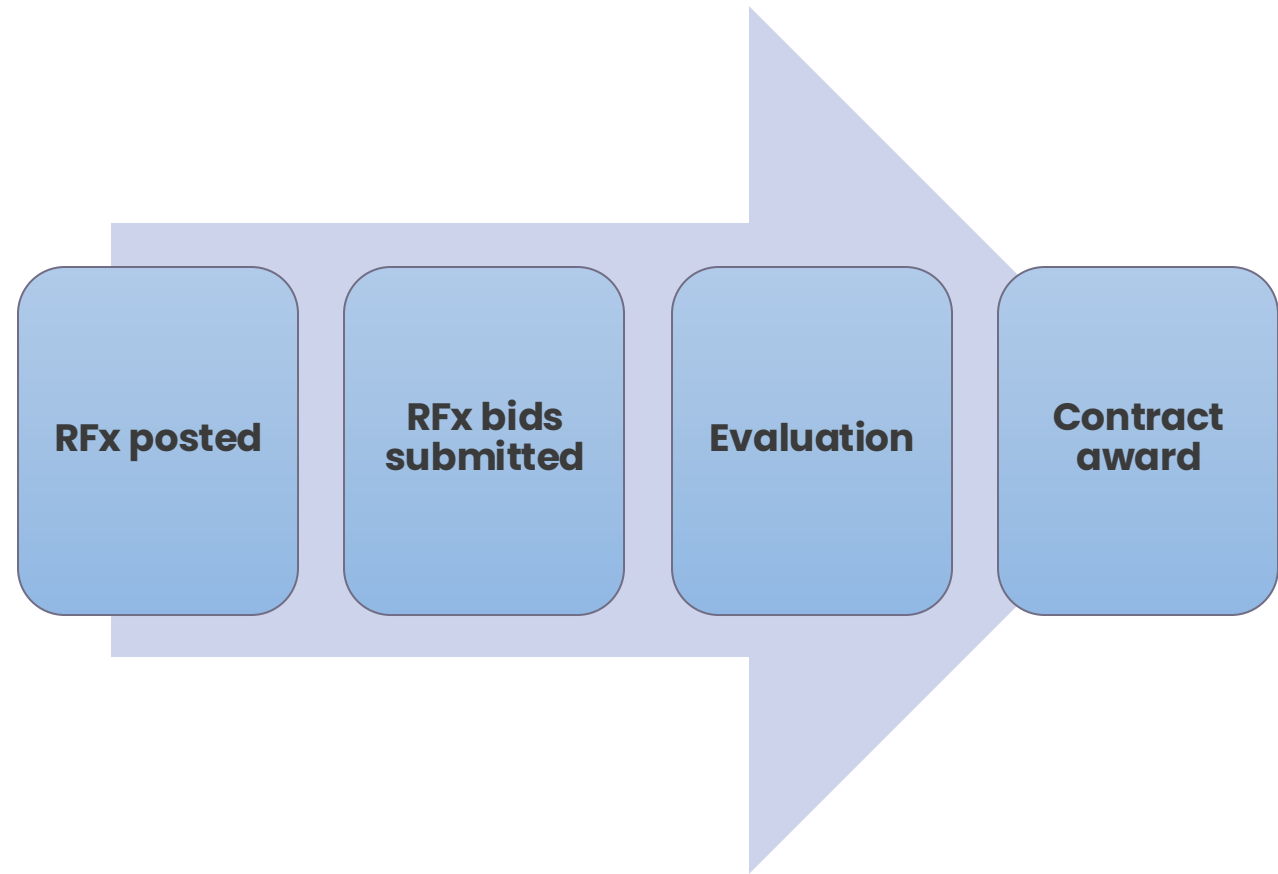 RFx posted
RFx bids
submitted
Evaluation
Contract
award